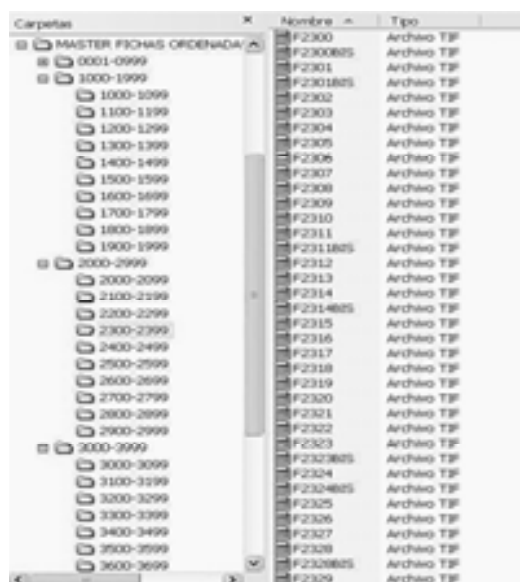 Carpetas
MASTER FICHAS ORDENADA
0001-0999
1000-1999
1000-1099
1100-1199
1200-1299
1300-1399
1400-1499
1500-1599
1600-1699
1700-1799
1800-1899
1900-1999
2000-2999
2000-2099
2100-2199
2200-2299
2300-2399
2400-2499
2500-2599
2600-2699
2700-2799
2800-2899
2900-2999
3000-3999
3000-3099
3100-3199
3200-3299
3300-3399
3400-3499
3500-3599
3600-3699
Nombre Tipo
F2300 Archivo TIF
F2300BIS Archivo TIF
F2301 Archivo TIF
F2301BIS Archivo TIF
F2302 Archivo TIF
F2303 Archivo TIF
F2304 Archivo TIF
F2305 Archivo TIF
F2306 Archivo TIF
F2307 Archivo TIF
F2308 Archivo TIF
F2309 Archivo TIF
F2310 Archivo TIF
F2311 Archivo TIF
F2311BIS Archivo TIF
F2312 Archivo TIF
F2313 Archivo TIF
F2314 Archivo TIF
F2314BIS Archivo TIF
F2315 Archivo TIF
F2316 Archivo TIF
F2317 Archivo TIF
F2318 Archivo TIF
F2319 Archivo TIF
F2320 Archivo TIF
F2321 Archivo TIF
F2322 Archivo TIF
F2323 Archivo TIF
F2323BIS Archivo TIF
F2324 Archivo TIF
F2324BIS Archivo TIF
F2325 Archivo TIF
F2326 Archivo TIF
F2327 Archivo TIF
F2328 Archivo TIF
F2328BIS Archivo TIF
F2329 Archivo TIF